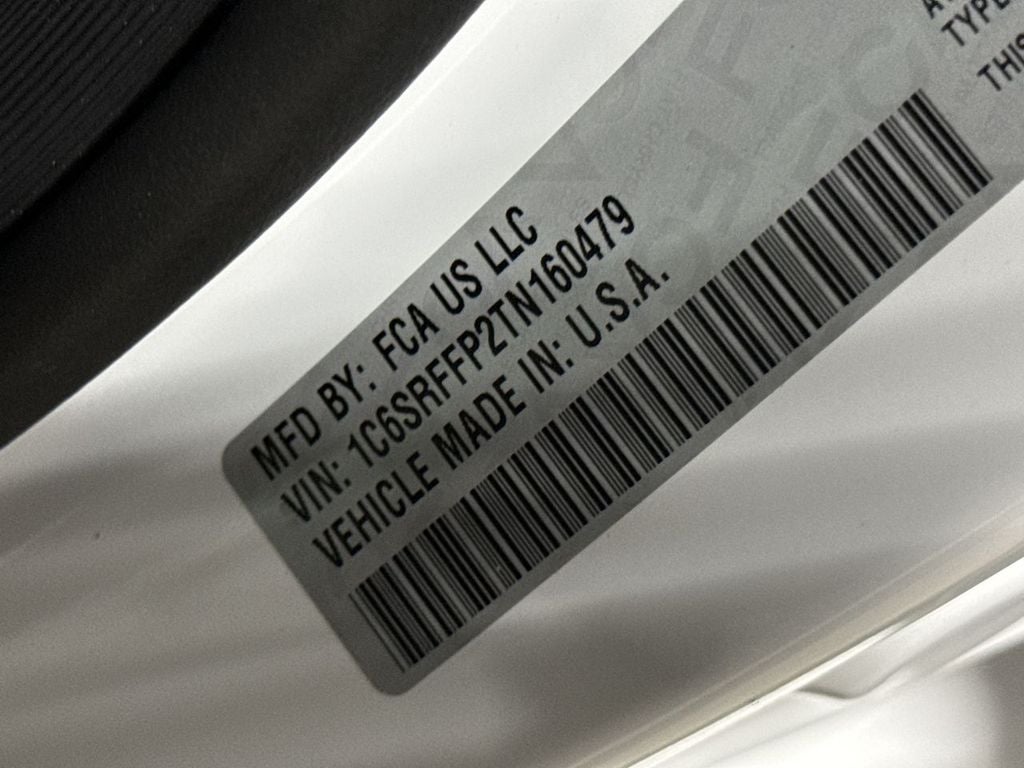 MFD BY: FCA US LLC
VIN: 1C6SRFFP2TN160479
VEHICLE MADE IN: U.S.A.
TYPE
THIS